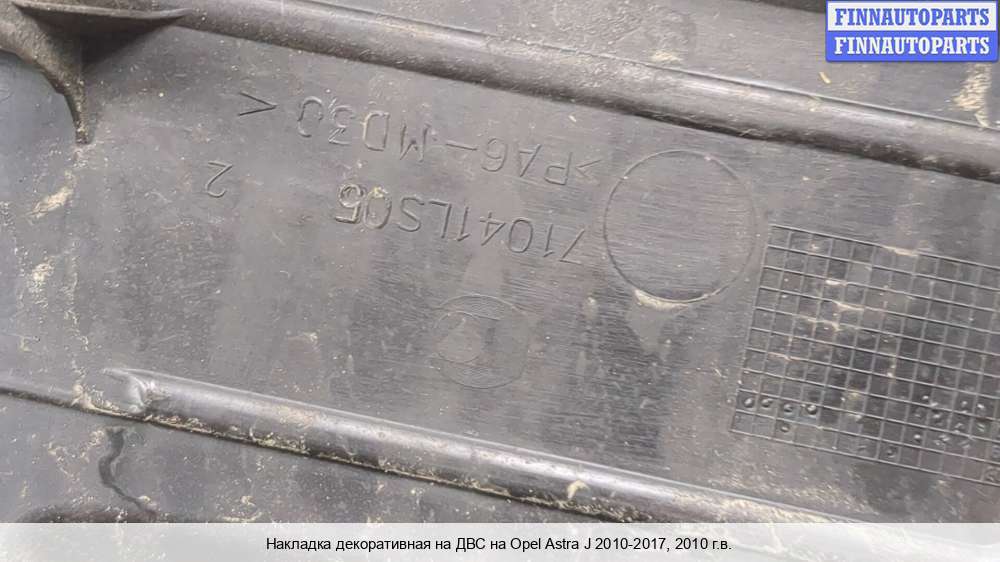 FINNAUTOPARTS
FINNAUTOPARTS
71041LS05
2
>PA6-MD30<
Накладка декоративная на ДВС на Opel Astra J 2010-2017, 2010 г.в.